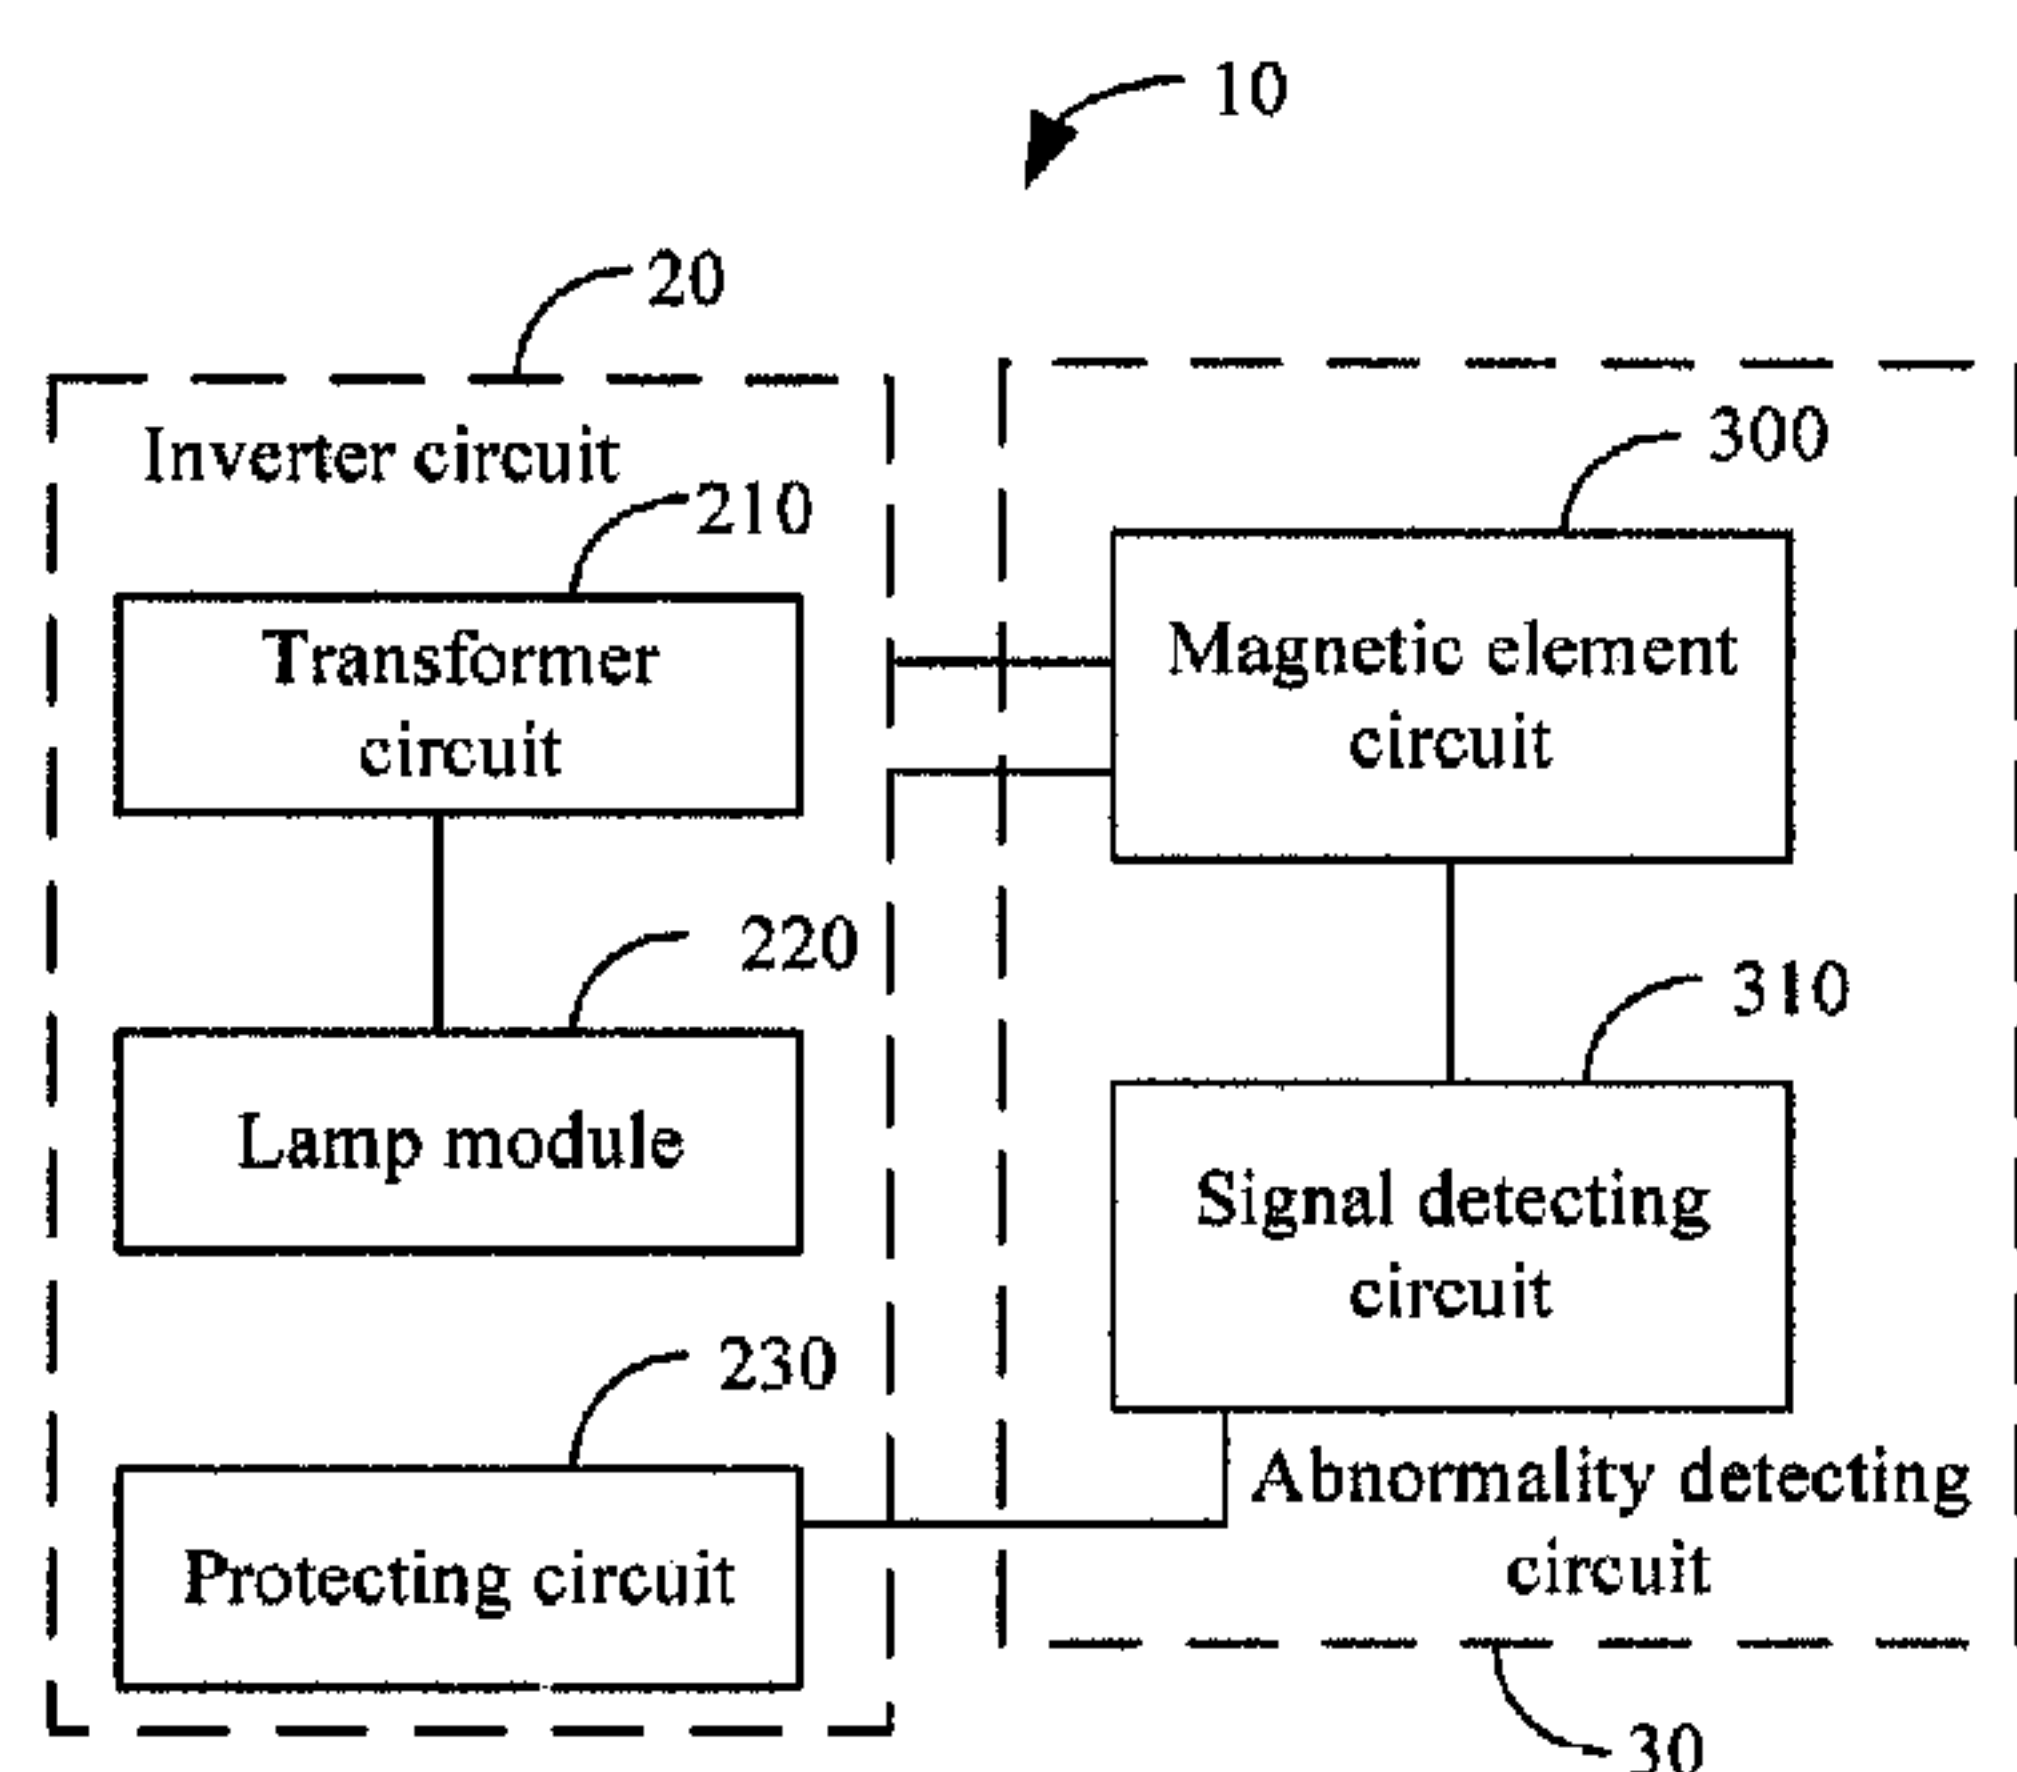 10
20
Inverter circuit
210
Transformer
circuit
220
Lamp module
230
Protecting circuit
300
Magnetic element
circuit
310
Signal detecting
circuit
Abnormality detecting
circuit
30